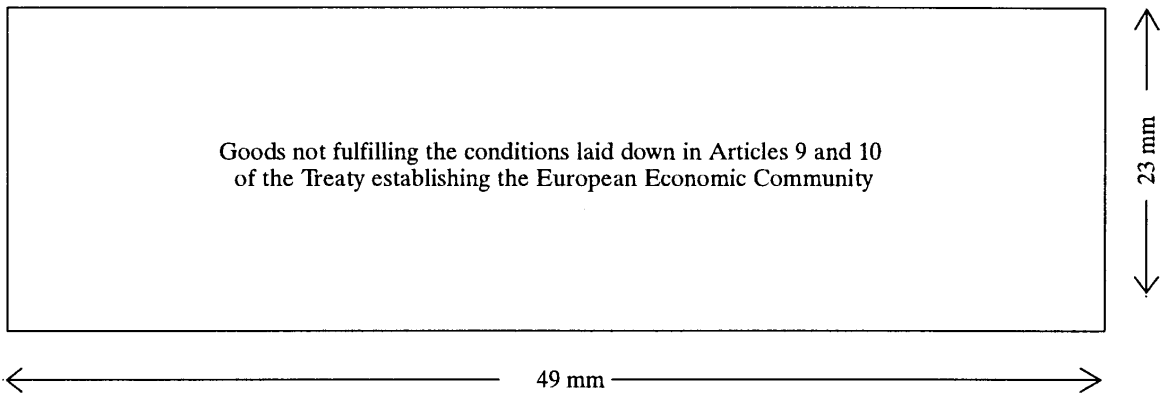 Goods not fulfilling the conditions laid down in Articles 9 and 10
of the Treaty establishing the European Economic Community
23 mm
49 mm